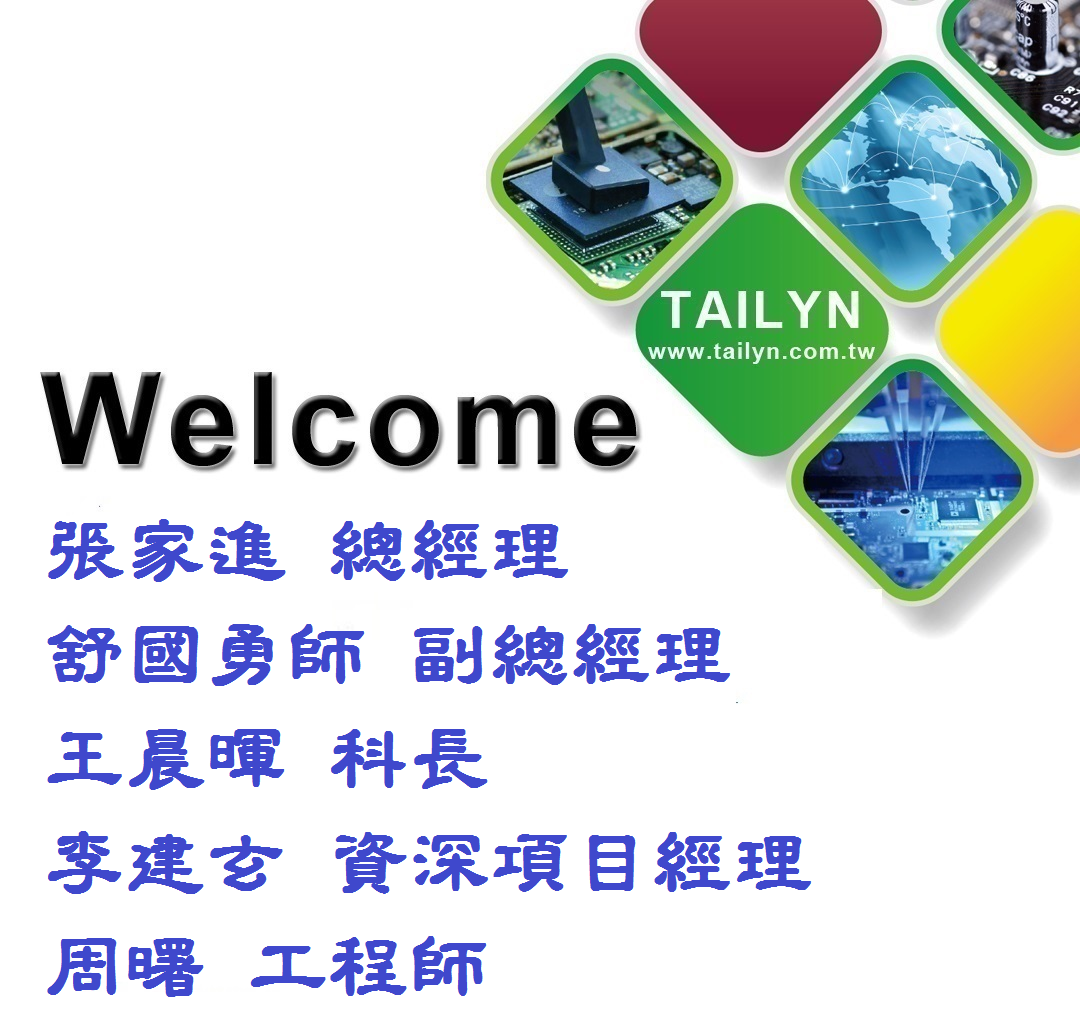 TAILYN
www.tailyn.com.tw
Welcome
張家進 總經理
舒國勇師 副總經理
王晨暉 科長
李建玄 資深項目經理
周曙 工程師